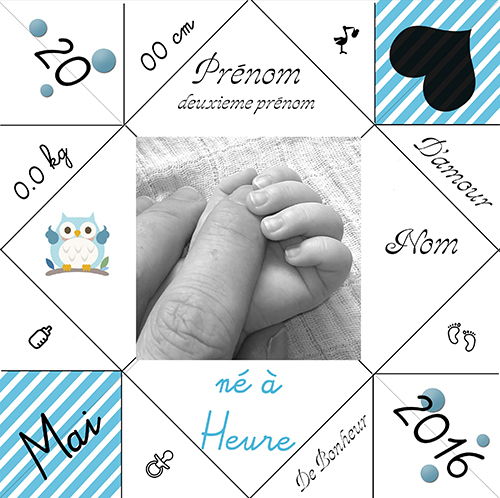 20
00 cm
Prénom
deuxieme prénom
0.0 kg
D'amour
Nom
Mai
né à
Heure
De Bonheur
2016